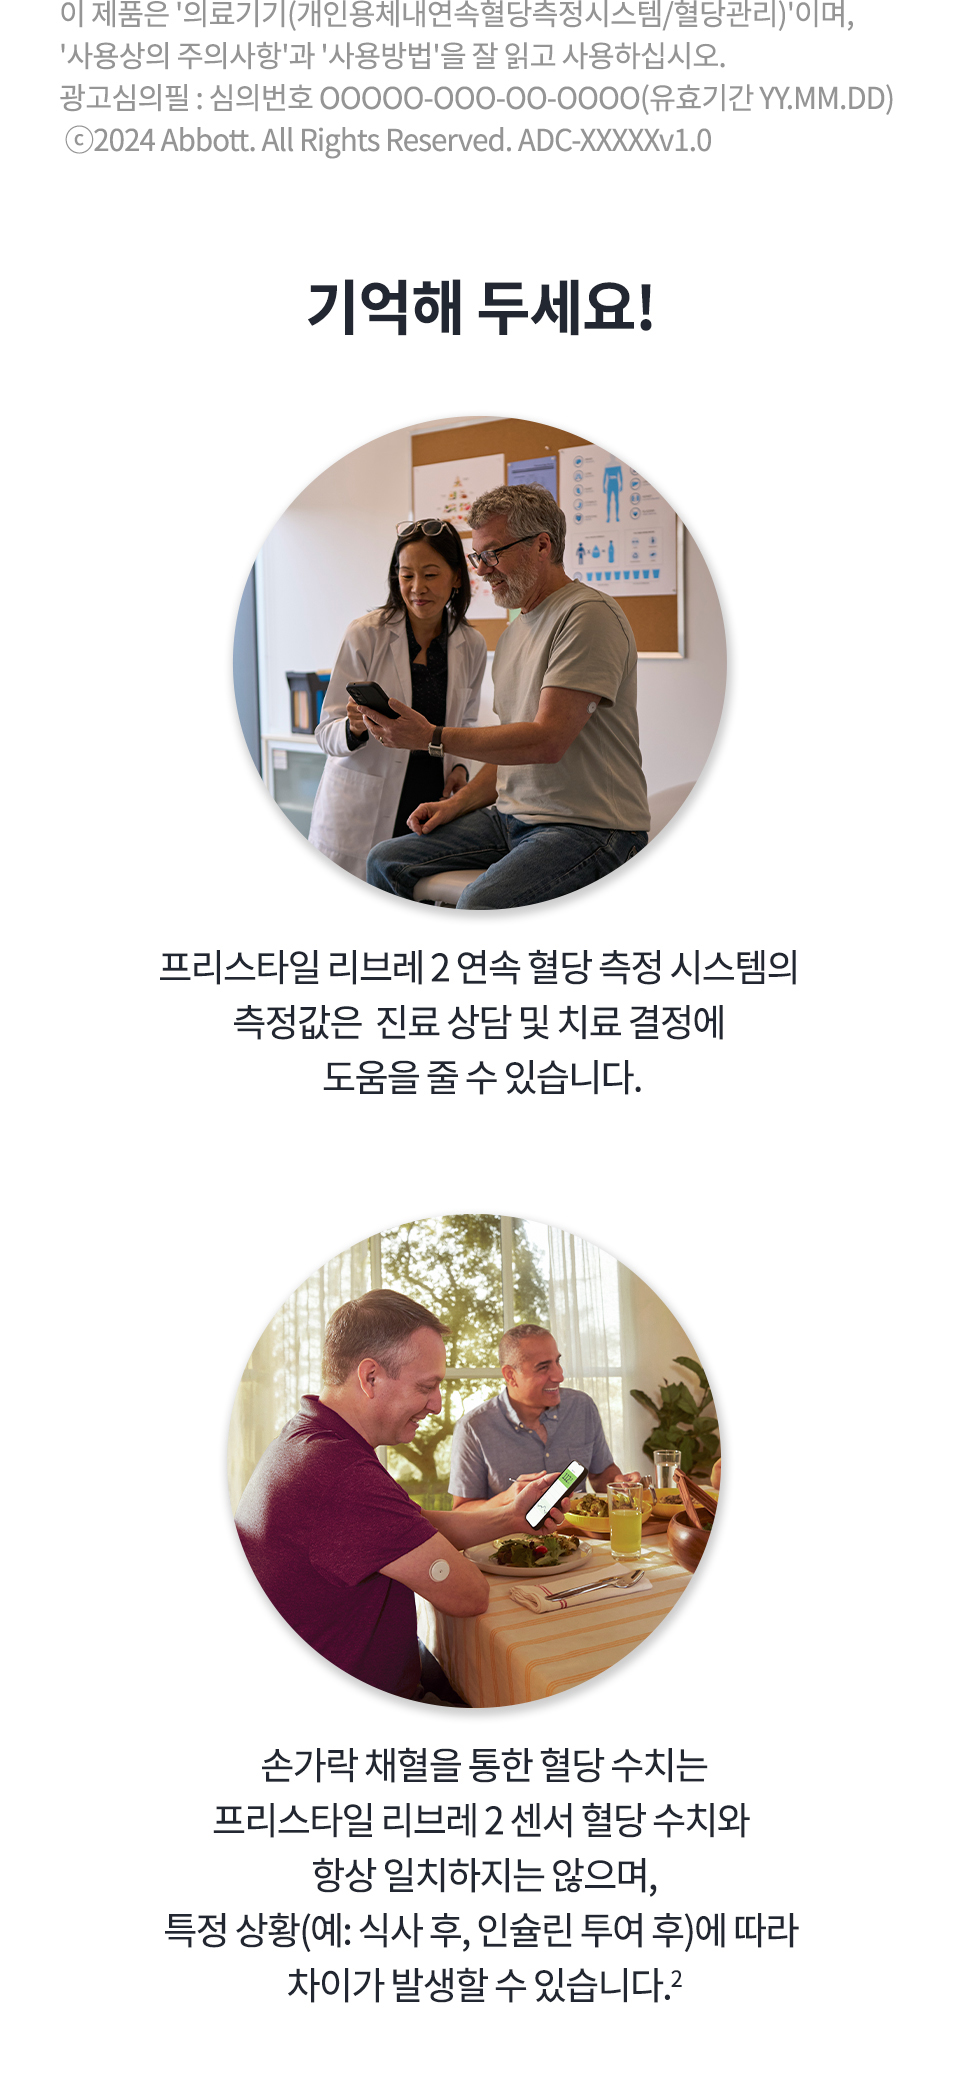 이 제품은 '의료기기(개인용체내연속혈당측정시스템/혈당관리)'이며,
'사용상의 주의사항'과 '사용방법'을 잘 읽고 사용하십시오.
광고심의필 : 심의번호 OOOOO-OOO-OO-OOOO(유효기간 YY.MM.DD)
ⓒ2024 Abbott. All Rights Reserved. ADC-XXXXXv1.0
기억해 두세요!
프리스타일 리브레 2 연속 혈당 측정 시스템의
측정값은 진료 상담 및 치료 결정에
도움을 줄 수 있습니다.
손가락 채혈을 통한 혈당 수치는
프리스타일 리브레 2 센서 혈당 수치와
항상 일치하지는 않으며,
특정 상황(예: 식사 후, 인슐린 투여 후)에 따라
차이가 발생할 수 있습니다.²